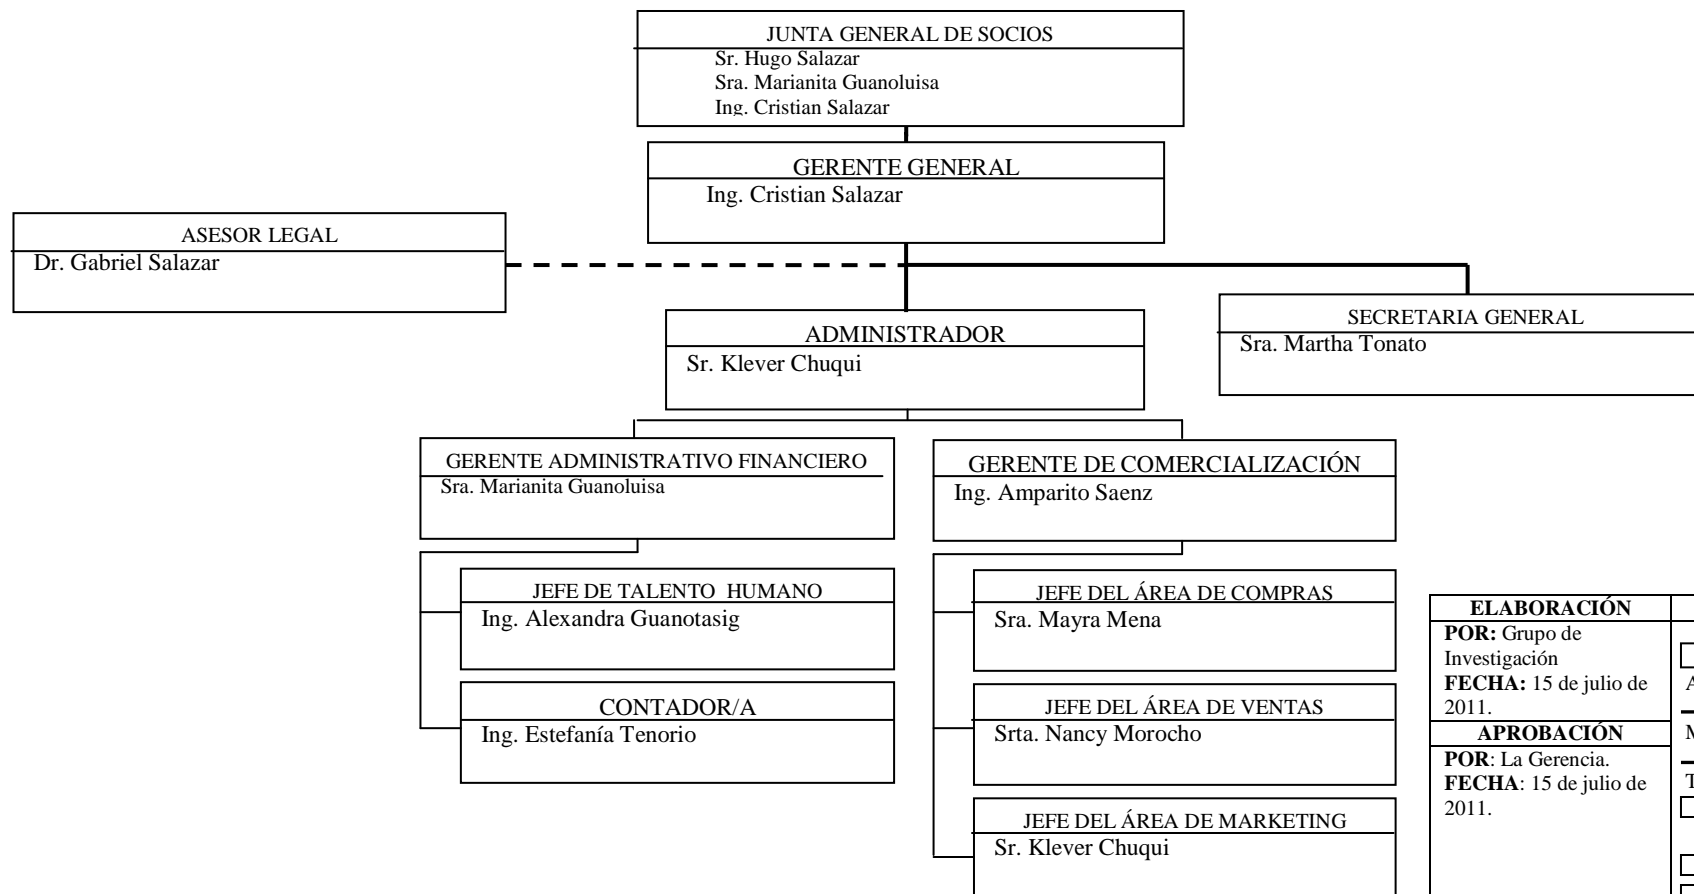 JUNTA GENERAL DE SOCIOS
Sr. Hugo Salazar
Sra. Marianita Guanoluisa
Ing. Cristian Salazar
GERENTE GENERAL
Ing. Cristian Salazar
ASESOR LEGAL
Dr. Gabriel Salazar
SECRETARIA GENERAL
Sra. Martha Tonato
ADMINISTRADOR
Sr. Klever Chuqui
GERENTE ADMINISTRATIVO FINANCIERO
Sra. Marianita Guanoluisa
JEFE DE TALENTO HUMANO
Ing. Alexandra Guanotasig
CONTADOR/A
Ing. Estefanía Tenorio
GERENTE DE COMERCIALIZACIÓN
Ing. Amparito Saenz
JEFE DEL ÁREA DE COMPRAS
Sra. Mayra Mena
JEFE DEL ÁREA DE VENTAS
Srta. Nancy Morocho
JEFE DEL ÁREA DE MARKETING
Sr. Klever Chuqui
ELABORACIÓN
POR: Grupo de
Investigación
FECHA: 15 de julio de
2011.
APROBACIÓN
POR: La Gerencia.
FECHA: 15 de julio de
2011.